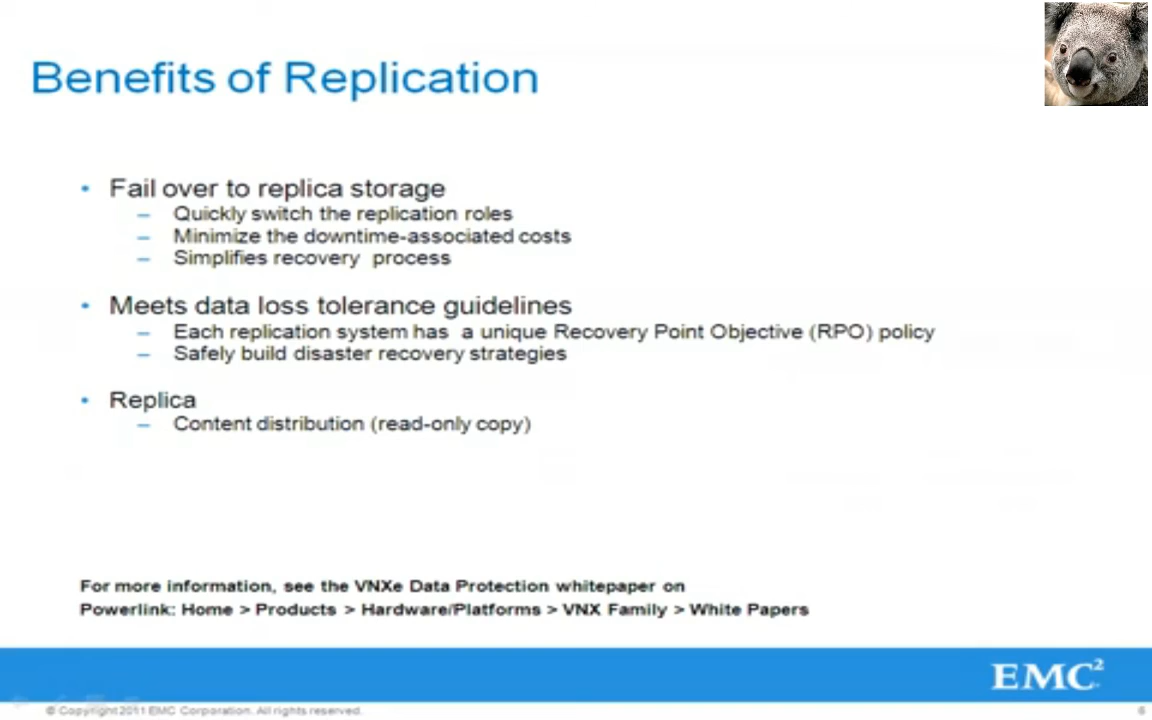 Benefits of Replication
• Fail over to replica storage
– Quickly switch the replication roles
– Minimize the downtime-associated costs
– Simplifies recovery process
• Meets data loss tolerance guidelines
– Each replication system has a unique Recovery Point Objective (RPO) policy
– Safely build disaster recovery strategies
• Replica
– Content distribution (read-only copy)
For more information, see the VNXe Data Protection whitepaper on
Powerlink: Home > Products > Hardware/Platforms > VNX Family > White Papers
EMC²
© Copyright 2011 EMC Corporation. All rights reserved.
6